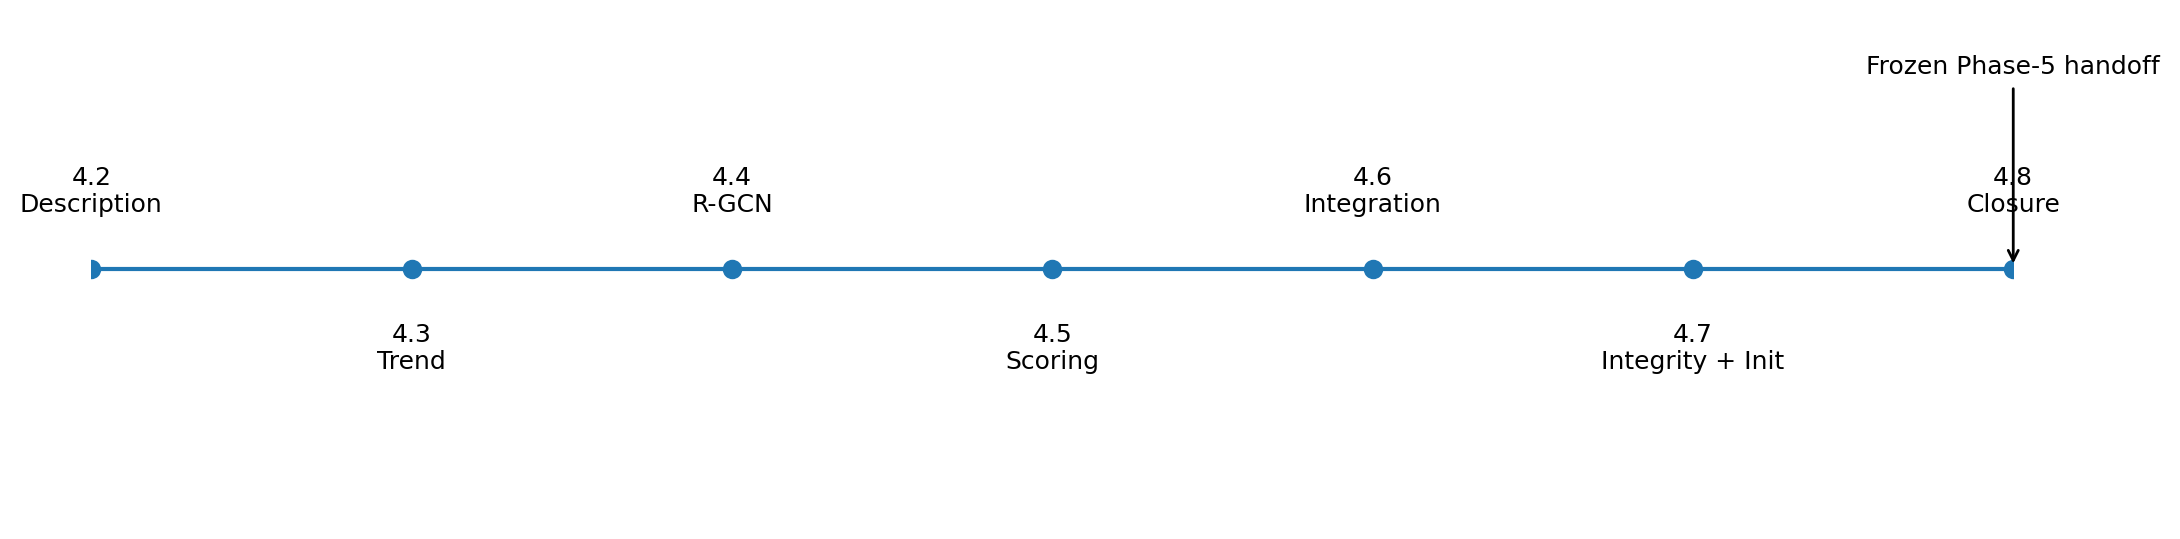 Frozen Phase-5 handoff
4.2
Description
4.3
Trend
4.4
R-GCN
4.5
Scoring
4.6
Integration
4.7
Integrity + Init
4.8
Closure